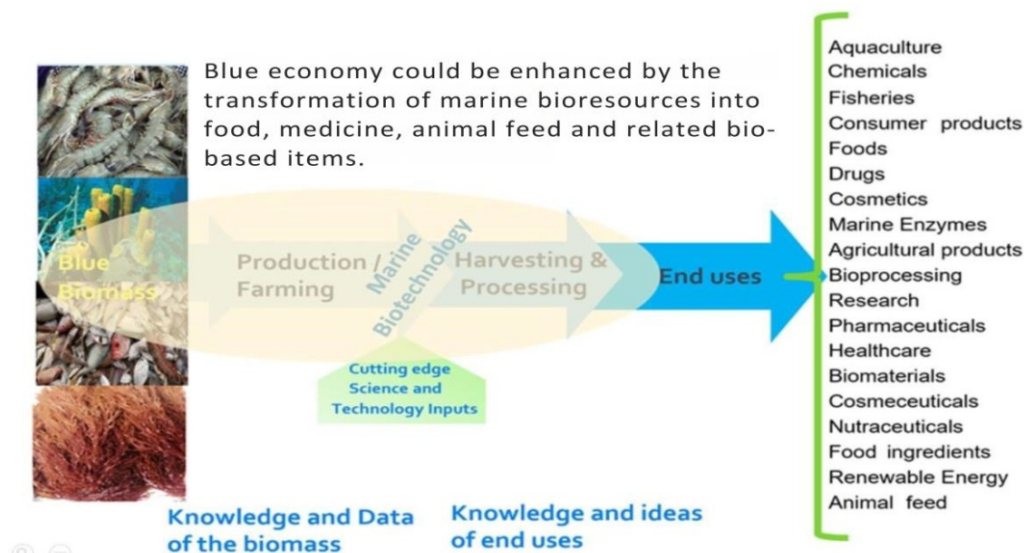 Blue economy could be enhanced by the
transformation of marine bioresources into
food, medicine, animal feed and related bio-
based items.
Blue
Biomass
Production /
Farming
Marine
Biotechnology
Harvesting &
Processing
End uses
Cutting edge
Science and
Technology Inputs
Knowledge and Data
of the biomass
Knowledge and ideas
of end uses
Aquaculture
Chemicals
Fisheries
Consumer products
Foods
Drugs
Cosmetics
Marine Enzymes
Agricultural products
Bioprocessing
Research
Pharmaceuticals
Healthcare
Biomaterials
Cosmeceuticals
Nutraceuticals
Food ingredients
Renewable Energy
Animal feed